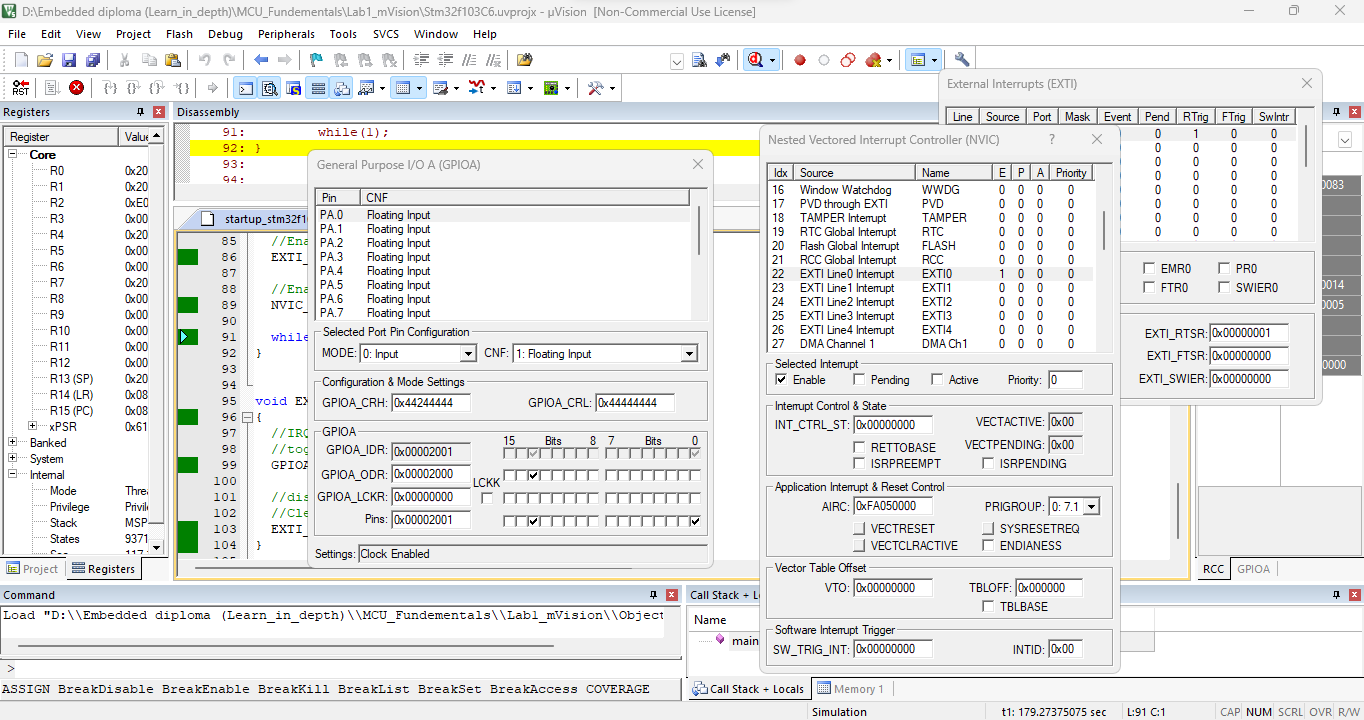 D:\Embedded diploma (Learn_in_depth)\MCU_Fundementals\Lab1_mVision\Stm32f103C6.uvprojx - µVision [Non-Commercial Use License]
File Edit View Project Flash Debug Peripherals Tools SVCS Window Help
RST
Registers
Register Value
Core
R0 0x20
R1 0x20
R2 0xE0
R3 0x00
R4 0x20
R5 0x00
R6 0x00
R7 0x20
R8 0x00
R9 0x00
R10 0x00
R11 0x00
R12 0x00
R13 (SP) 0x20
R14 (LR) 0x08
R15 (PC) 0x08
xPSR 0x61
Banked
System
Internal
Mode Thre
Privilege Privil
Stack MSP
States 9371
Project Registers
Disassembly
91: while(1);
92: }
93:
94:
startup_stm32f1
85 //Ena
86 EXTI_
87
88 //Ena
89 NVIC_
90
91 while
92 }
93
94
95 void EX
96 {
97 //IRQ
98 //tog
99 GPIOA
100
101 //dis
102 //Cle
103 EXTI_
104 }
General Purpose I/O A (GPIOA)
Pin CNF
PA.0 Floating Input
PA.1 Floating Input
PA.2 Floating Input
PA.3 Floating Input
PA.4 Floating Input
PA.5 Floating Input
PA.6 Floating Input
PA.7 Floating Input
Selected Port Pin Configuration
MODE: 0: Input CNF: 1: Floating Input
Configuration & Mode Settings
GPIOA_CRH: 0x44244444 GPIOA_CRL: 0x44444444
GPIOA
15 Bits 8 7 Bits 0
GPIOA_IDR: 0x00002001
GPIOA_ODR: 0x00002000
LCKK
GPIOA_LCKR: 0x00000000
Pins: 0x00002001
Settings: Clock Enabled
External Interrupts (EXTI)
Line Source Port Mask Event Pend RTrig FTrig SwIntr
0 1 0 0
0 0 0 0
0 0 0 0
0 0 0 0
0 0 0 0
0 0 0 0
0 0 0 0
0 0 0 0
EMR0 PR0
FTR0 SWIER0
EXTI_RTSR: 0x00000001
EXTI_FTSR: 0x00000000
EXTI_SWIER: 0x00000000
0083
0014
0005
0000
Nested Vectored Interrupt Controller (NVIC) ?
Idx Source Name E P A Priority
16 Window Watchdog WWDG 0 0 0 0
17 PVD through EXTI PVD 0 0 0 0
18 TAMPER Interrupt TAMPER 0 0 0 0
19 RTC Global Interrupt RTC 0 0 0 0
20 Flash Global Interrupt FLASH 0 0 0 0
21 RCC Global Interrupt RCC 0 0 0 0
22 EXTI Line0 Interrupt EXTI0 1 0 0 0
23 EXTI Line1 Interrupt EXTI1 0 0 0 0
24 EXTI Line2 Interrupt EXTI2 0 0 0 0
25 EXTI Line3 Interrupt EXTI3 0 0 0 0
26 EXTI Line4 Interrupt EXTI4 0 0 0 0
27 DMA Channel 1 DMA Ch1 0 0 0 0
Selected Interrupt
Enable Pending Active Priority: 0
Interrupt Control & State
INT_CTRL_ST: 0x00000000 VECTACTIVE: 0x00
RETTOBASE VECTPENDING: 0x00
ISRPREEMPT ISRPENDING
Application Interrupt & Reset Control
AIRC: 0xFA050000 PRIGROUP: 0: 7.1
VECTRESET SYSRESETREQ
VECTCLRACTIVE ENDIANESS
Vector Table Offset
VTO: 0x00000000 TBLOFF: 0x000000
TBLBASE
Software Interrupt Trigger
SW_TRIG_INT: 0x00000000 INTID: 0x00
RCC GPIOA
Command
Load "D:\\Embedded diploma (Learn_in_depth)\\MCU_Fundementals\\Lab1_mVision\\Object
>
ASSIGN BreakDisable BreakEnable BreakKill BreakList BreakSet BreakAccess COVERAGE
Call Stack + Lo
Name
main
Call Stack + Locals Memory 1
Simulation t1: 179.27375075 sec L:91 C:1 CAP NUM SCRL OVR R/W